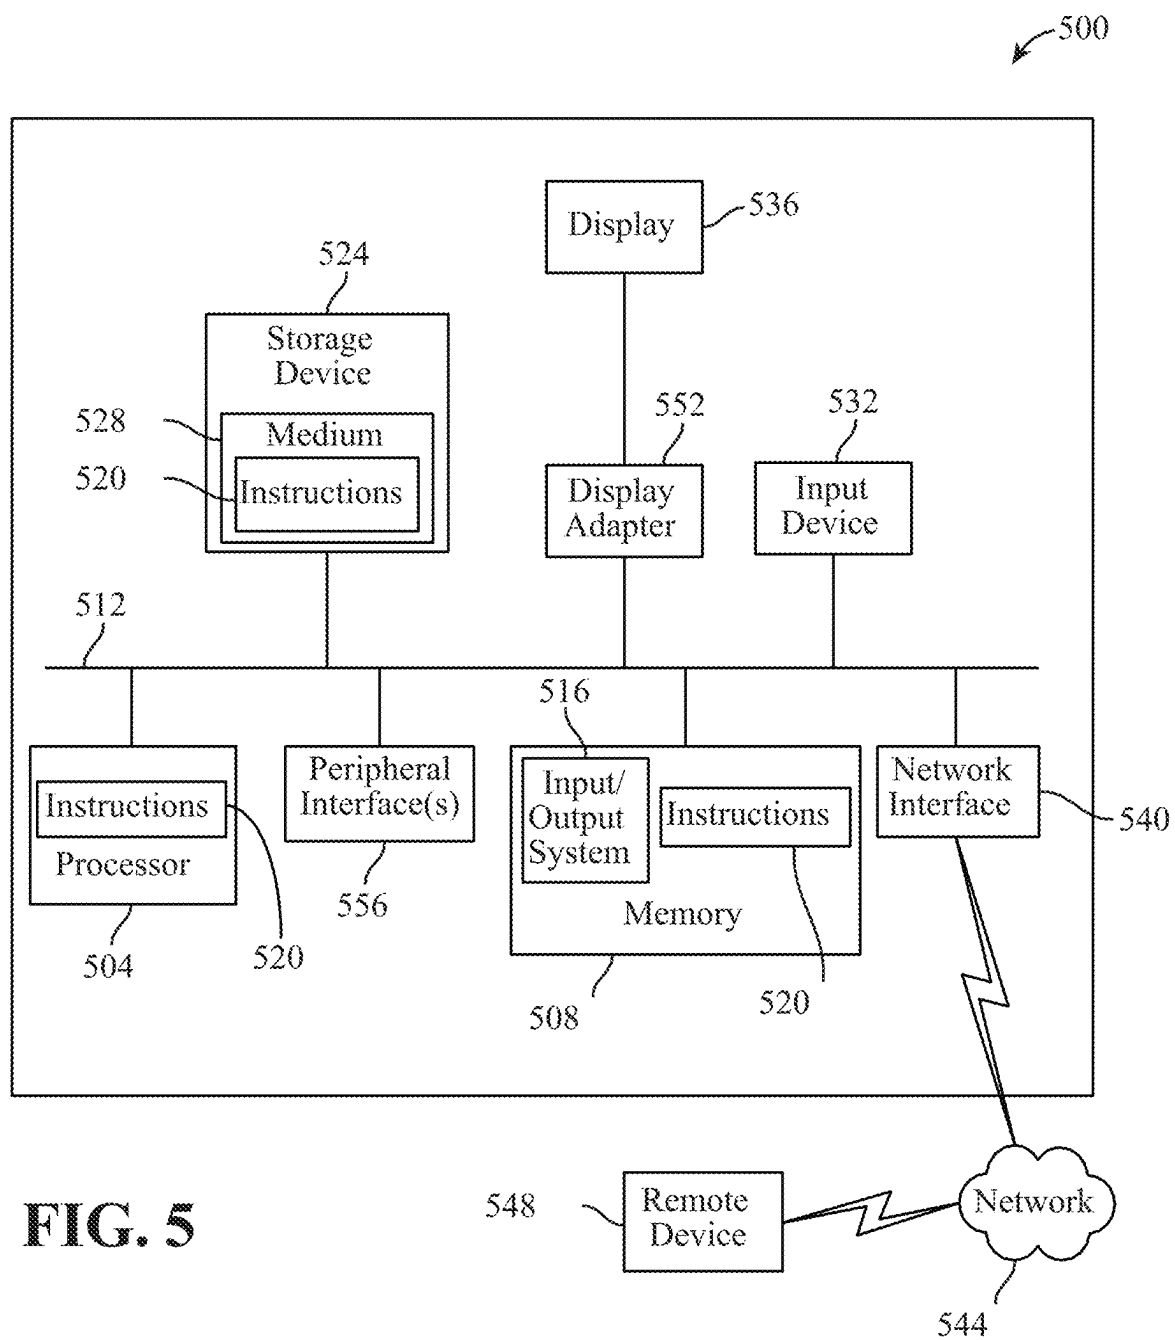 500
Display
536
524
Storage
Device
528
Medium
520
Instructions
552
Display
Adapter
532
Input
Device
512
516
Instructions
Processor
504
520
Peripheral
Interface(s)
556
Input/
Output
System
Instructions
Memory
508
520
Network
Interface
540
FIG. 5
548
Remote
Device
Network
544